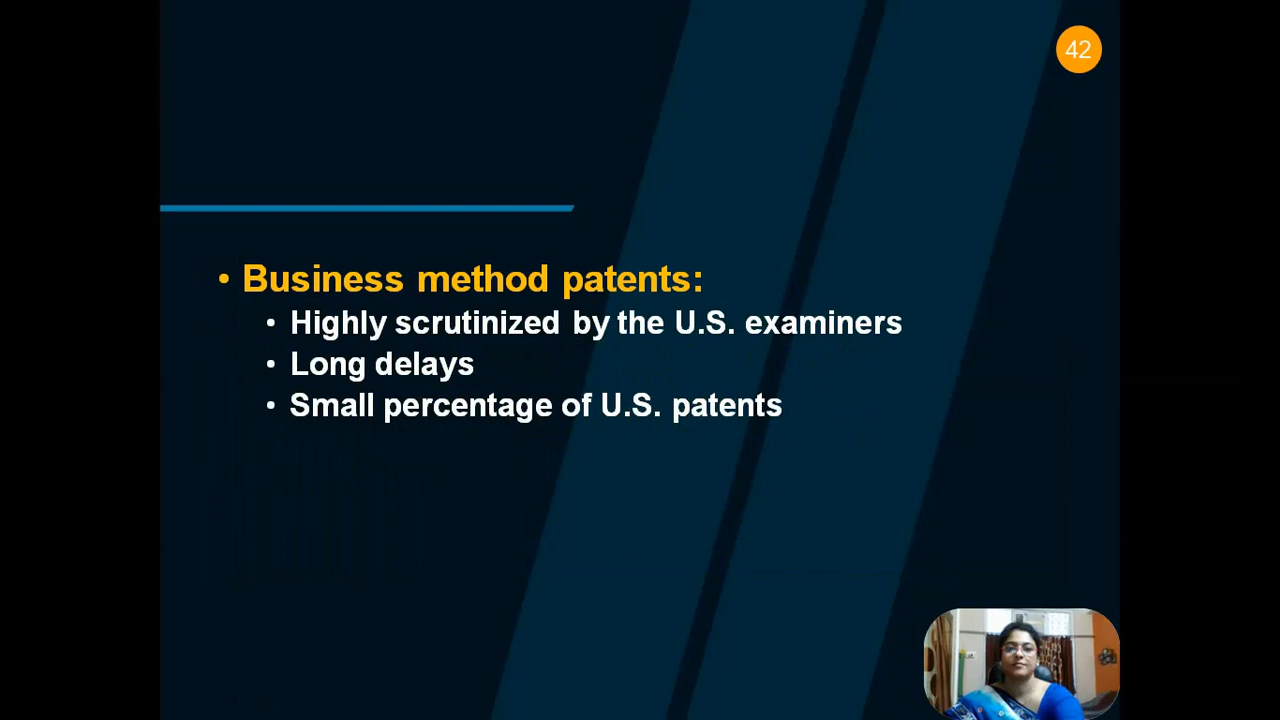 42
• Business method patents:
• Highly scrutinized by the U.S. examiners
• Long delays
• Small percentage of U.S. patents